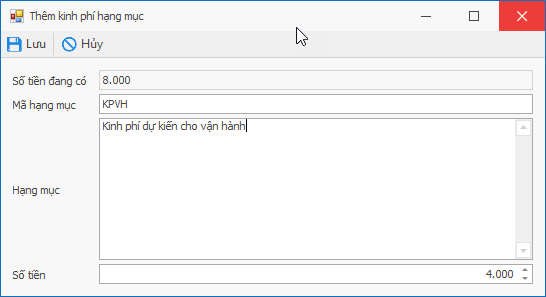 Thêm kinh phí hạng mục
Lưu Hủy
Số tiền đang có 8.000
Mã hạng mục KPVH
Hạng mục Kinh phí dự kiến cho vận hành
Số tiền 4.000